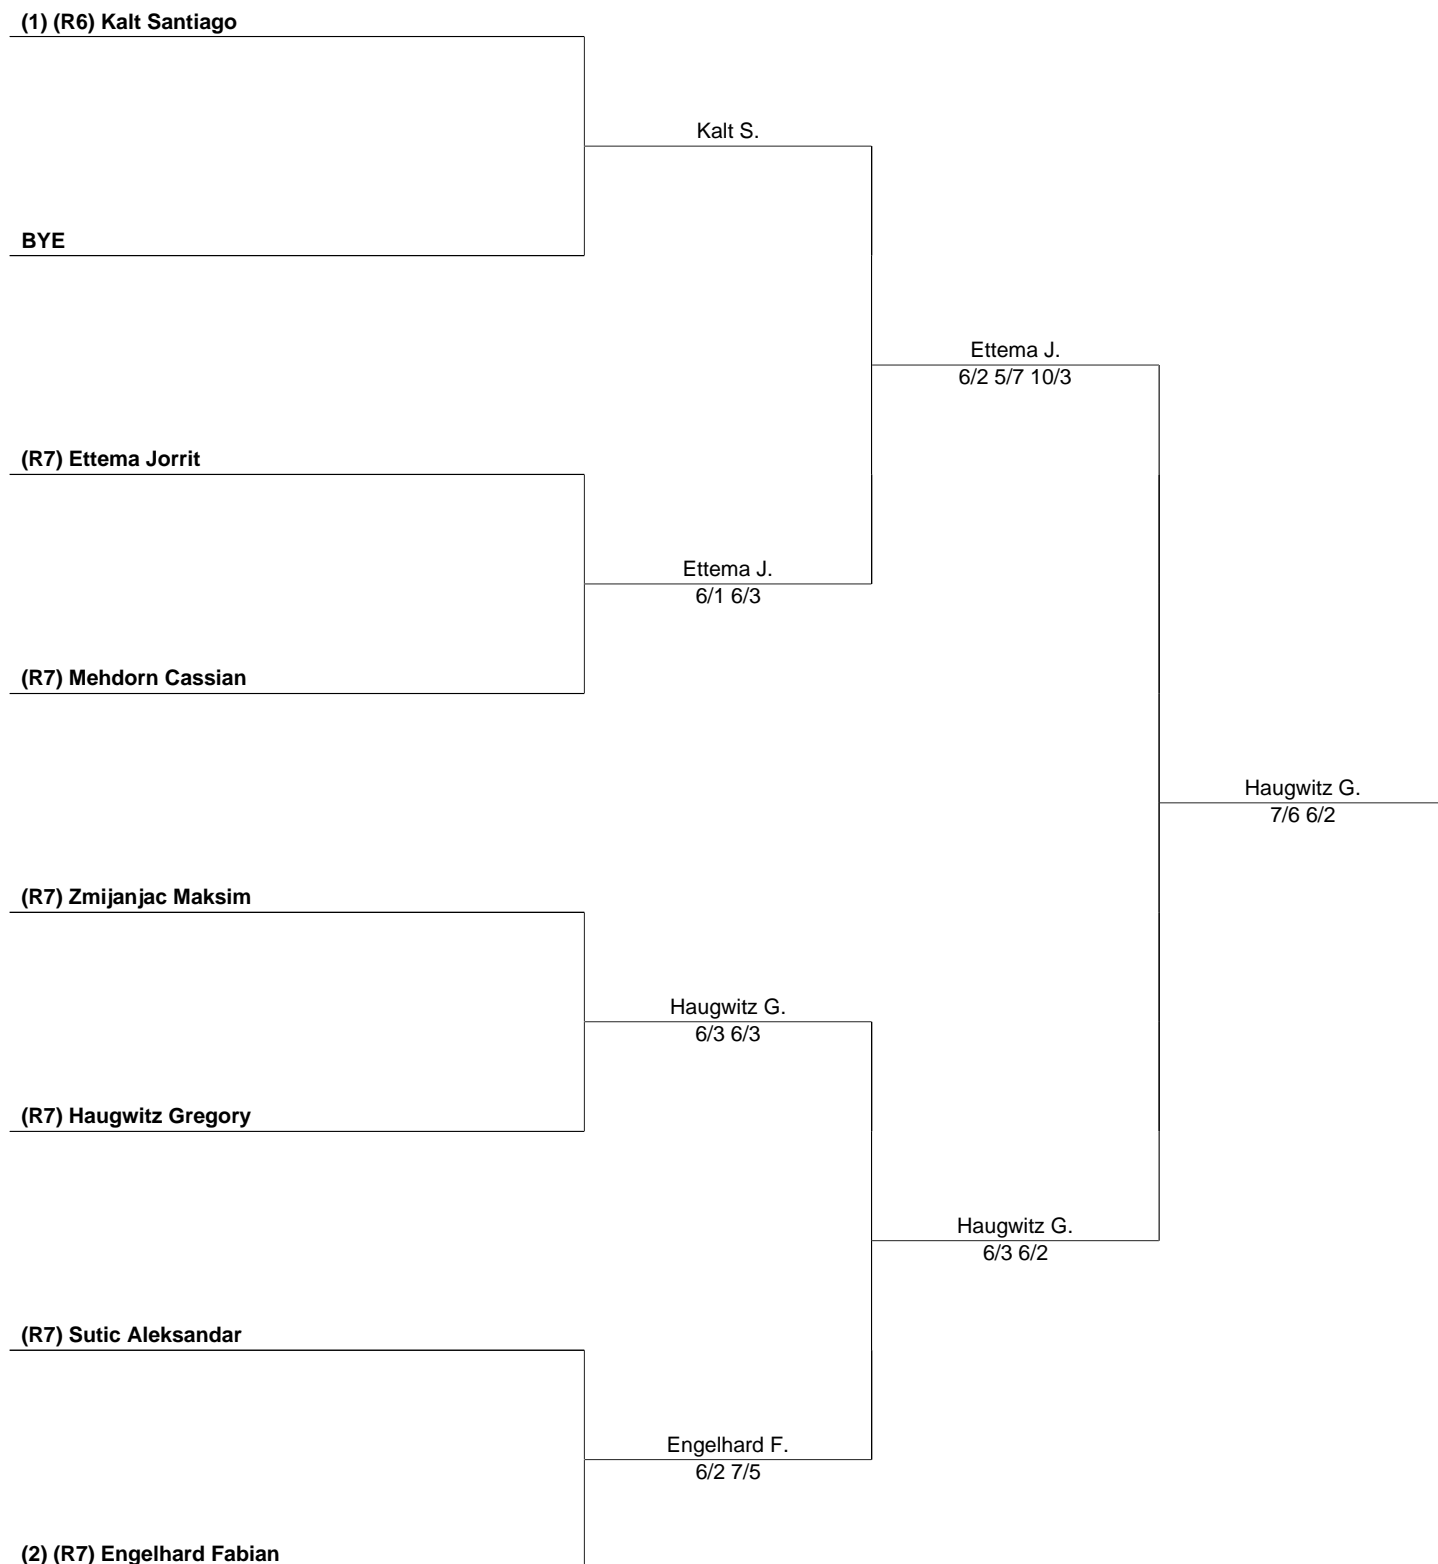 (1) (R6) Kalt Santiago
Kalt S.
BYE
Ettema J.
6/2 5/7 10/3
(R7) Ettema Jorrit
Ettema J.
6/1 6/3
(R7) Mehdorn Cassian
Haugwitz G.
7/6 6/2
(R7) Zmijanjac Maksim
Haugwitz G.
6/3 6/3
(R7) Haugwitz Gregory
Haugwitz G.
6/3 6/2
(R7) Sutic Aleksandar
Engelhard F.
6/2 7/5
(2) (R7) Engelhard Fabian